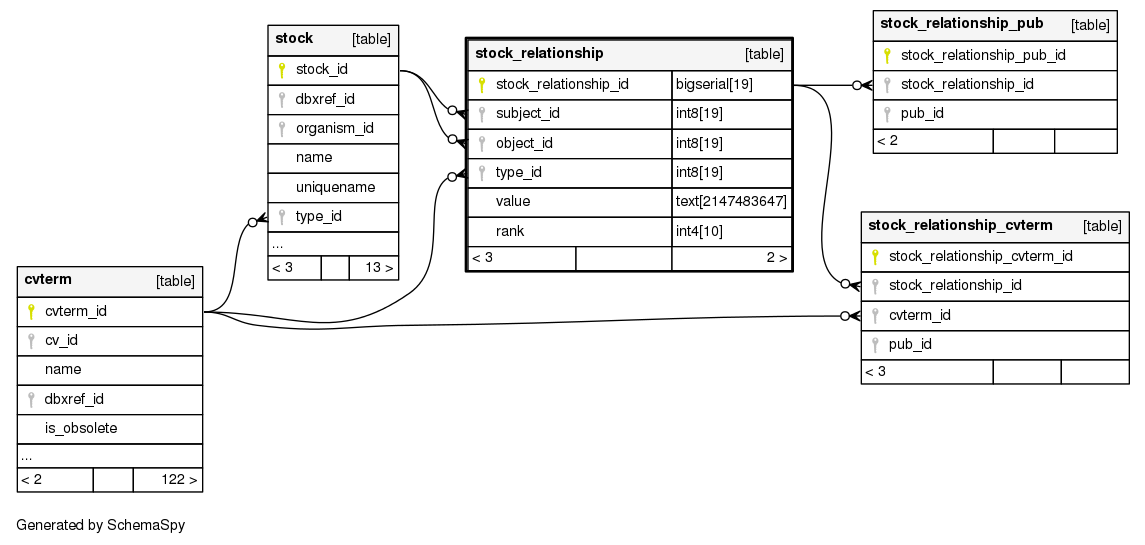 stock [table]
stock_id
dbxref_id
organism_id
name
uniquename
type_id
...
< 3 13 >
stock_relationship [table]
stock_relationship_id bigserial[19]
subject_id int8[19]
object_id int8[19]
type_id int8[19]
value text[2147483647]
rank int4[10]
< 3 2 >
stock_relationship_pub [table]
stock_relationship_pub_id
stock_relationship_id
pub_id
< 2
stock_relationship_cvterm [table]
stock_relationship_cvterm_id
stock_relationship_id
cvterm_id
pub_id
< 3
cvterm [table]
cvterm_id
cv_id
name
dbxref_id
is_obsolete
...
< 2 122 >
Generated by SchemaSpy